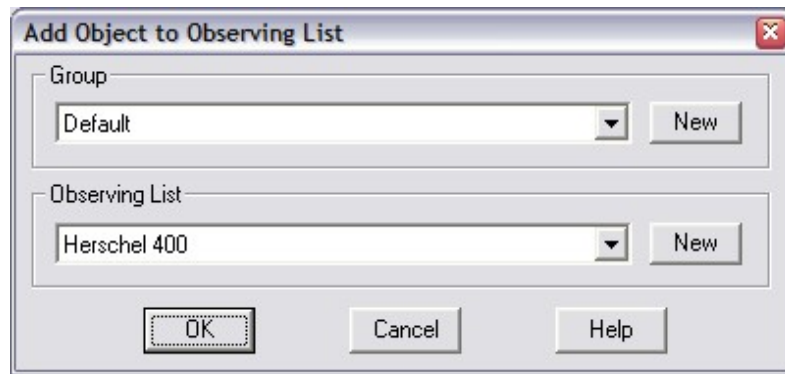 Add Object to Observing List
Group
Default
New
Observing List
Herschel 400
New
OK
Cancel
Help